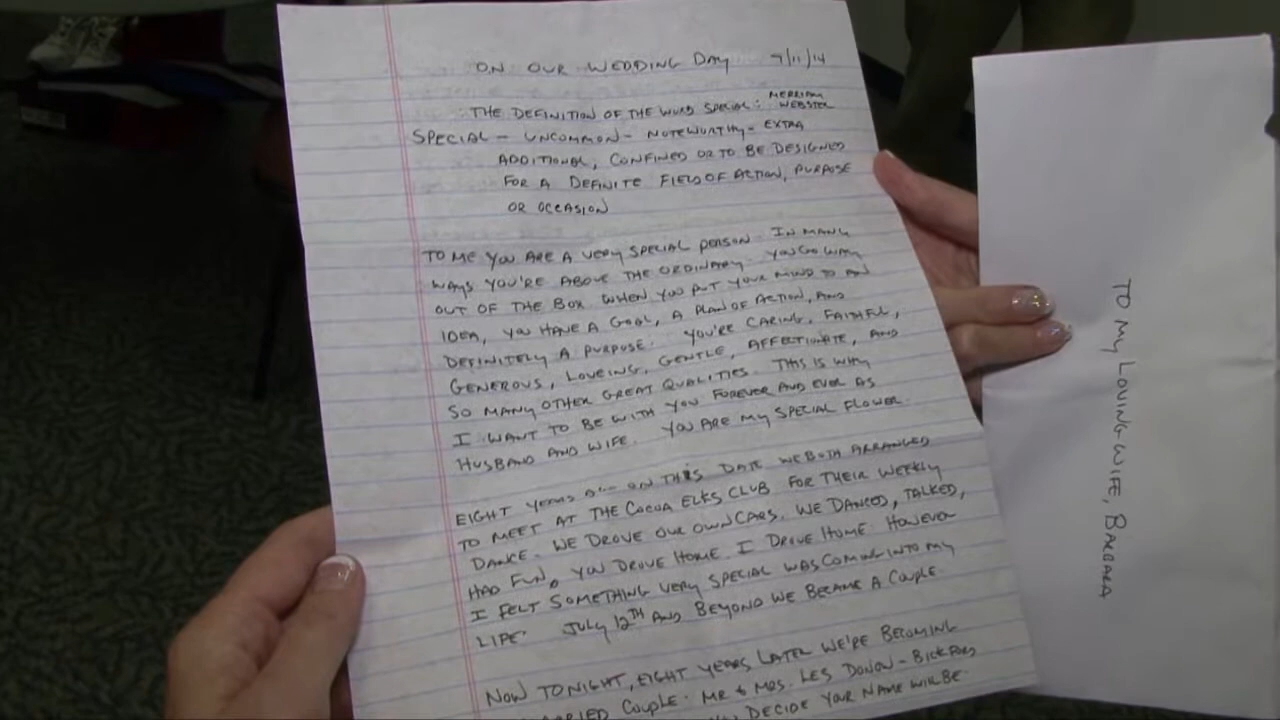 ON OUR WEDDING DAY 7/11/14
THE DEFINITION OF THE WORD SPECIAL: MERRIAM WEBSTER
SPECIAL - UNCOMMON - NOTEWORTHY - EXTRA
ADDITIONAL, CONFINED OR TO BE DESIGNED
FOR A DEFINITE FIELD OF ACTION, PURPOSE
OR OCCASION
TO ME YOU ARE A VERY SPECIAL PERSON. IN MANY
WAYS YOU'RE ABOVE THE ORDINARY. YOU GO WAY
OUT OF THE BOX WHEN YOU PUT YOUR MIND TO AN
IDEA, YOU HAVE A GOAL, A PLAN OF ACTION, AND
DEFINITELY A PURPOSE. YOU'RE CARING, FAITHFUL,
GENEROUS, LOVEING, GENTLE, AFFECTIONATE, AND
SO MANY OTHER GREAT QUALITIES. THIS IS WHY
I WANT TO BE WITH YOU FOREVER AND EVER AS
HUSBAND AND WIFE. YOU ARE MY SPECIAL FLOWER.
EIGHT YEARS ON THIS DATE WE BOTH ARRANGED
TO MEET AT THE COCOA ELKS CLUB FOR THEIR WEEKLY
DANCE. WE DROVE OUR OWN CARS. WE DANCED, TALKED,
HAD FUN. YOU DROVE HOME I DROVE HOME. HOWEVER
I FELT SOMETHING VERY SPECIAL WAS COMING INTO MY
LIFE. JULY 12TH AND BEYOND WE BECAME A COUPLE.
NOW TONIGHT, EIGHT YEARS LATER WE'RE BECOMING
COUPLE. MR & MRS. LES DONON-BICKFORD
DECIDE YOUR NAME WILL BE
TO MY LOVING WIFE, BARBARA